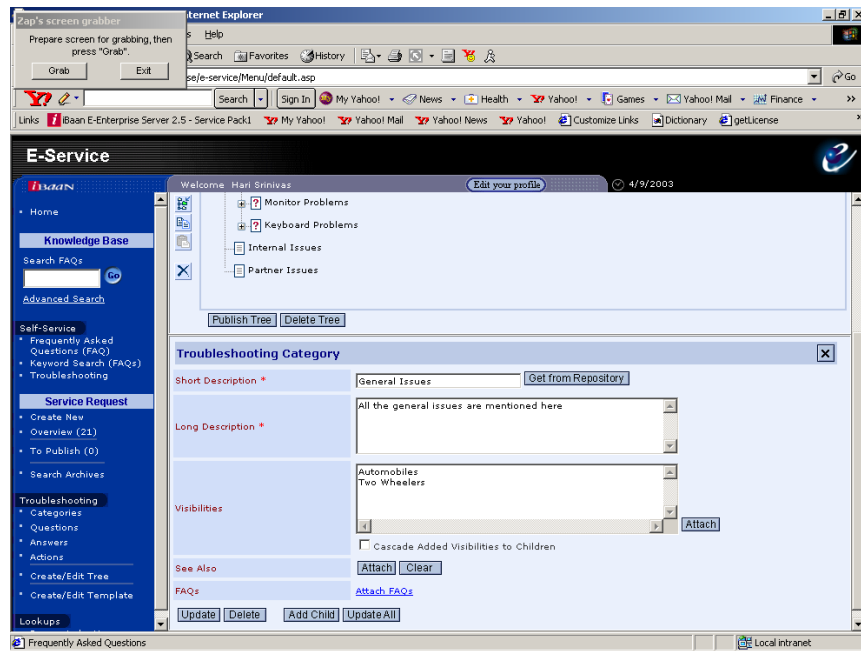 Zap's screen grabber
nternet Explorer
Prepare screen for grabbing, then
press "Grab".
Grab Exit
s Help
Search Favorites History
se/e-service/Menu/default.asp
Go
Y! Search Sign In My Yahoo! News Health Yahoo! Games Yahoo! Mail Finance »
Links iBaan E-Enterprise Server 2.5 - Service Pack1 My Yahoo! Yahoo! Mail Yahoo! News Yahoo! Customize Links Dictionary getLicense
E-Service
iBaaN
Welcome Hari Srinivas Edit your profile 4/9/2003
Home
Knowledge Base
Search FAQs
Go
Advanced Search
Self-Service
Frequently Asked
Questions (FAQ)
Keyword Search (FAQs)
Troubleshooting
Service Request
Create New
Overview (21)
To Publish (0)
Search Archives
Troubleshooting
Categories
Questions
Answers
Actions
Create/Edit Tree
Create/Edit Template
Lookups
Monitor Problems
Keyboard Problems
Internal Issues
Partner Issues
Publish Tree Delete Tree
Troubleshooting Category
Short Description * General Issues Get from Repository
Long Description * All the general issues are mentioned here
Visibilities
Automobiles
Two Wheelers
Attach
Cascade Added Visibilities to Children
See Also Attach Clear
FAQs Attach FAQs
Update Delete Add Child Update All
Frequently Asked Questions Local intranet